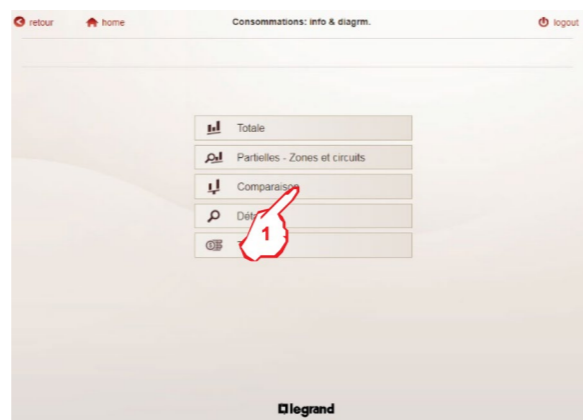 retour home Consommations: info & diagrm. logout
Totale
Partielles - Zones et circuits
Comparaison
1
legrand